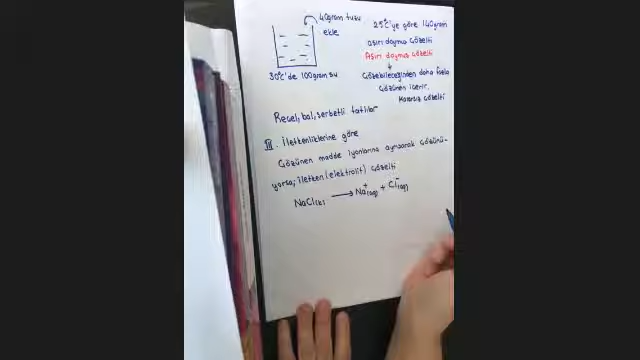 40gram tuzu
ekle
30°C'de 100gram su
25°C'ye göre 140gram
aşırı doymuş çözelti
Aşırı doymuş çözelti
↓
Çözebileceğinden daha fazla
çözünen içerir.
Kararsız çözelti
Reçel, bal, şerbetli tatlılar
III. İletkenliklerine göre
Çözünen madde iyonlarına ayrışarak çözünü-
yorsa; iletken (elektrolit) çözelti
NaCl(k) → Na+(aq) + Cl-(aq)